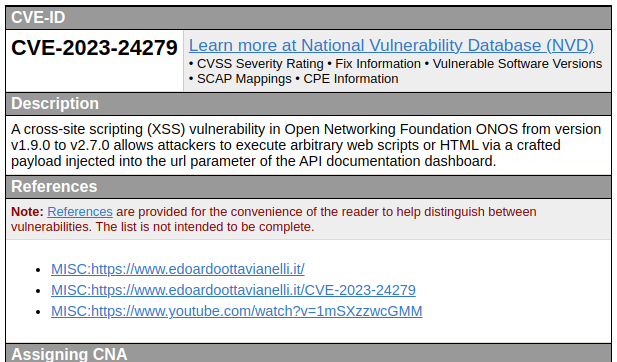 CVE-ID
CVE-2023-24279
Learn more at National Vulnerability Database (NVD)
• CVSS Severity Rating • Fix Information • Vulnerable Software Versions
• SCAP Mappings • CPE Information
Description
A cross-site scripting (XSS) vulnerability in Open Networking Foundation ONOS from version
v1.9.0 to v2.7.0 allows attackers to execute arbitrary web scripts or HTML via a crafted
payload injected into the url parameter of the API documentation dashboard.
References
Note: References are provided for the convenience of the reader to help distinguish between
vulnerabilities. The list is not intended to be complete.
• MISC:https://www.edoardoottavianelli.it/
• MISC:https://www.edoardoottavianelli.it/CVE-2023-24279
• MISC:https://www.youtube.com/watch?v=1mSXzzwcGMM
Assigning CNA